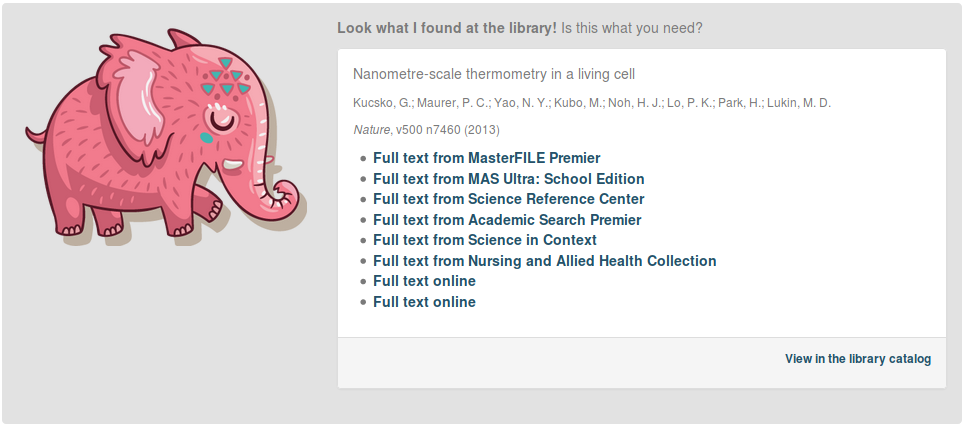 Look what I found at the library! Is this what you need?
Nanometre-scale thermometry in a living cell
Kucsko, G.; Maurer, P. C.; Yao, N. Y.; Kubo, M.; Noh, H. J.; Lo, P. K.; Park, H.; Lukin, M. D.
Nature, v500 n7460 (2013)
• Full text from MasterFILE Premier
• Full text from MAS Ultra: School Edition
• Full text from Science Reference Center
• Full text from Academic Search Premier
• Full text from Science in Context
• Full text from Nursing and Allied Health Collection
• Full text online
• Full text online
View in the library catalog